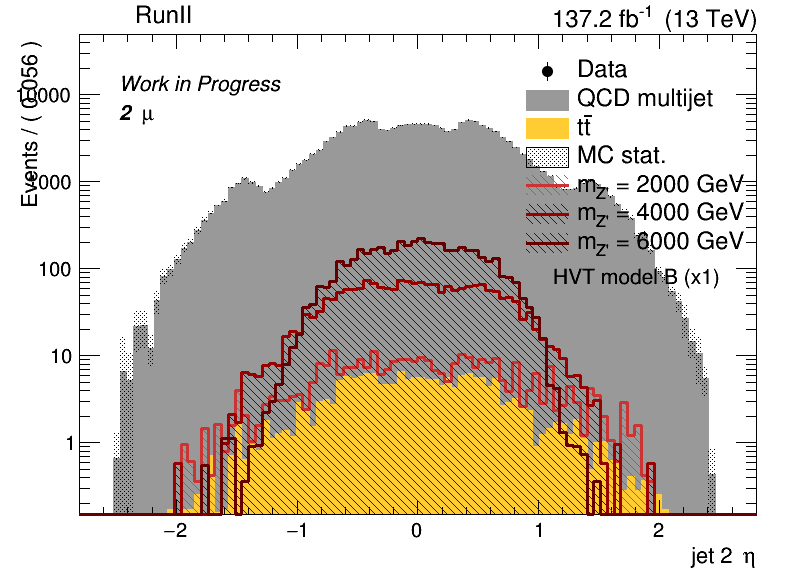 RunII 137.2 fb⁻¹ (13 TeV)
Events / ( 0.056 )
10000
1000
100
10
1
Work in Progress
2 μ
Data
QCD multijet
tt̄
MC stat.
m_Z' = 2000 GeV
m_Z' = 4000 GeV
m_Z' = 6000 GeV
HVT model B (x1)
−2 −1 0 1 2
jet 2 η